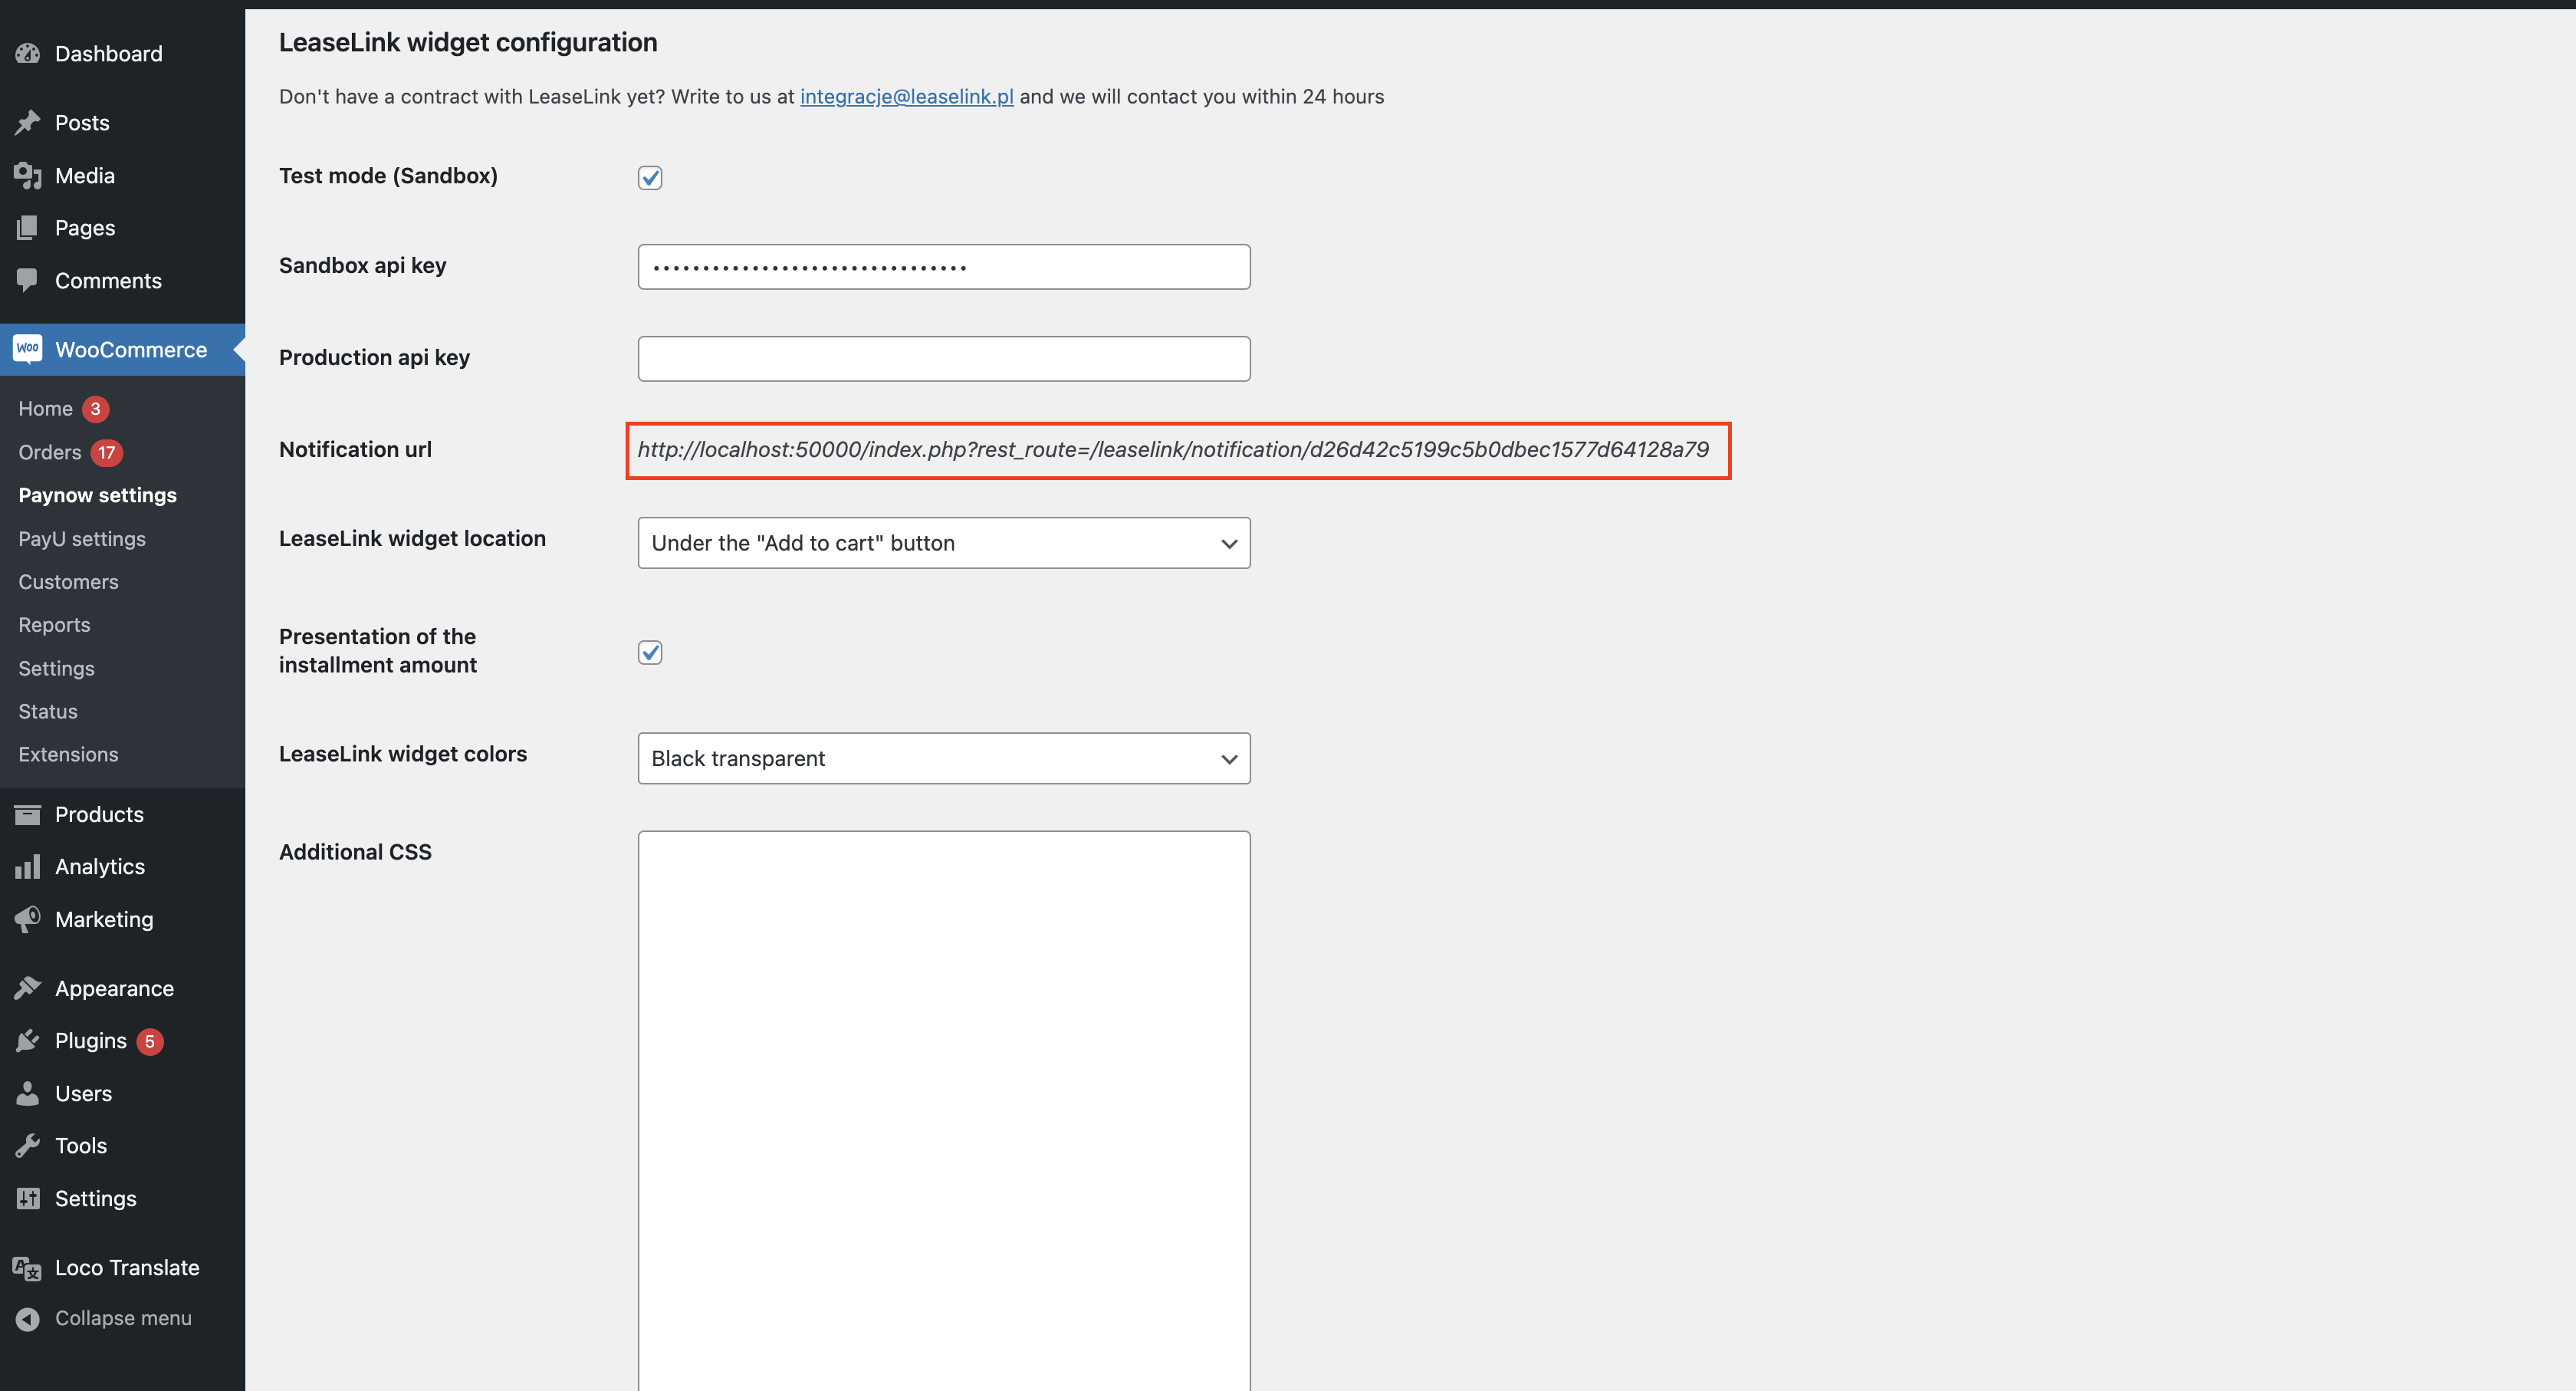 Dashboard
Posts
Media
Pages
Comments
Woo WooCommerce
Home 3
Orders 17
Paynow settings
PayU settings
Customers
Reports
Settings
Status
Extensions
Products
Analytics
Marketing
Appearance
Plugins 5
Users
Tools
Settings
Loco Translate
Collapse menu
LeaseLink widget configuration
Don't have a contract with LeaseLink yet? Write to us at integracje@leaselink.pl and we will contact you within 24 hours
Test mode (Sandbox)
Sandbox api key ••••••••••••••••••••••••••••••••
Production api key
Notification url http://localhost:50000/index.php?rest_route=/leaselink/notification/d26d42c5199c5b0dbec1577d64128a79
LeaseLink widget location Under the "Add to cart" button
Presentation of the
installment amount
LeaseLink widget colors Black transparent
Additional CSS